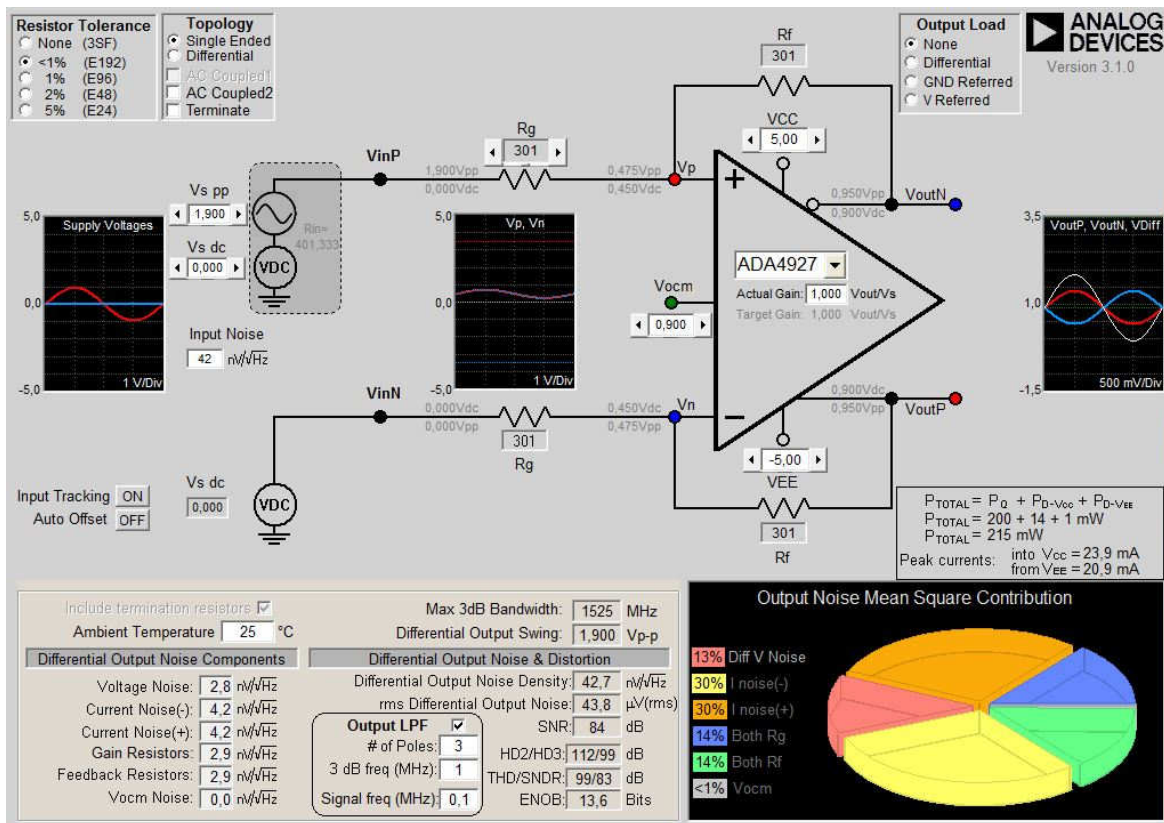 Resistor Tolerance
None (3SF)
<1% (E192)
1% (E96)
2% (E48)
5% (E24)
Topology
Single Ended
Differential
AC Coupled1
AC Coupled2
Terminate
Output Load
None
Differential
GND Referred
V Referred
ANALOG
DEVICES
Version 3.1.0
Rf
301
VCC
5,00
Rg
301
VinP
1,900Vpp
0,000Vdc
0,475Vpp
0,450Vdc
Vp
0,950Vpp
0,900Vdc
VoutN
Vs pp
1,900
Vs dc
0,000
Rin=
401,333
VDC
5,0
Supply Voltages
0,0
-5,0
1 V/Div
5,0
Vp, Vn
0,0
-5,0
1 V/Div
ADA4927
Actual Gain: 1,000 Vout/Vs
Target Gain: 1,000 Vout/Vs
Vocm
0,900
3,5
VoutP, VoutN, VDiff
1,0
-1,5
500 mV/Div
Input Noise
42 nV/√Hz
VinN
0,000Vdc
0,000Vpp
301
Rg
0,450Vdc
0,475Vpp
Vn
0,900Vdc
0,950Vpp
VoutP
-5,00
VEE
301
Rf
Input Tracking ON
Auto Offset OFF
Vs dc
0,000
VDC
PTOTAL = PQ + PD-Vcc + PD-VEE
PTOTAL = 200 + 14 + 1 mW
PTOTAL = 215 mW
Peak currents: into Vcc = 23,9 mA
from VEE = 20,9 mA
Include termination resistors
Ambient Temperature 25 °C
Differential Output Noise Components
Voltage Noise: 2,8 nV/√Hz
Current Noise(-): 4,2 nV/√Hz
Current Noise(+): 4,2 nV/√Hz
Gain Resistors: 2,9 nV/√Hz
Feedback Resistors: 2,9 nV/√Hz
Vocm Noise: 0,0 nV/√Hz
Max 3dB Bandwidth: 1525 MHz
Differential Output Swing: 1,900 Vp-p
Differential Output Noise & Distortion
Differential Output Noise Density: 42,7 nV/√Hz
rms Differential Output Noise: 43,8 µV(rms)
Output LPF
# of Poles: 3
3 dB freq (MHz): 1
Signal freq (MHz): 0,1
SNR: 84 dB
HD2/HD3: 112/99 dB
THD/SNDR: 99/83 dB
ENOB: 13,6 Bits
Output Noise Mean Square Contribution
13% Diff V Noise
30% I noise(-)
30% I noise(+)
14% Both Rg
14% Both Rf
<1% Vocm